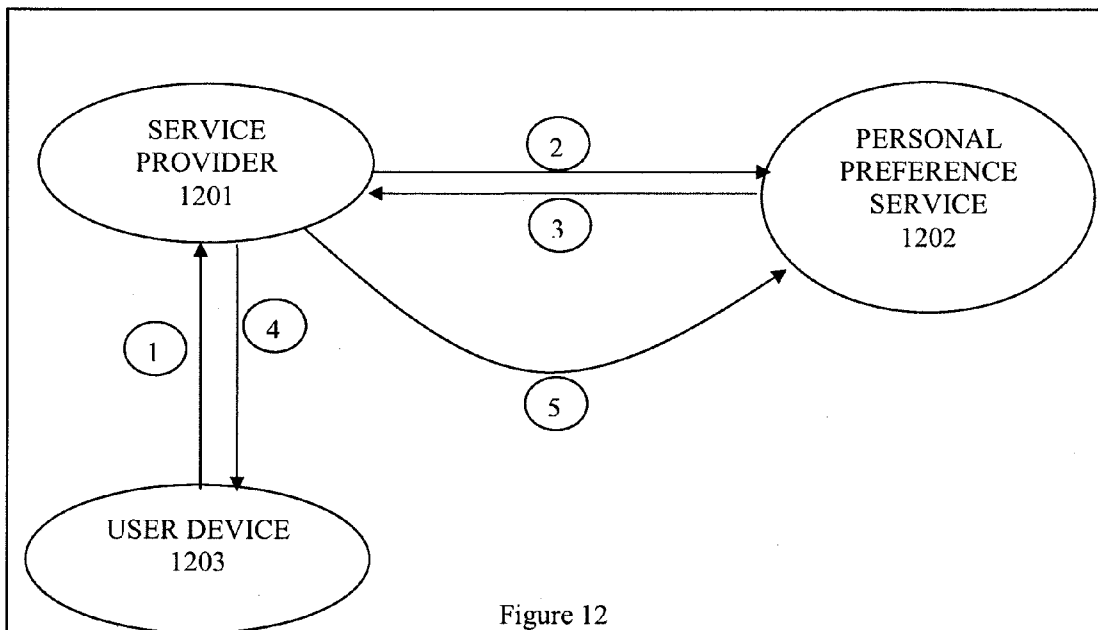 SERVICE
PROVIDER
1201
2
3
PERSONAL
PREFERENCE
SERVICE
1202
1
4
5
USER DEVICE
1203
Figure 12